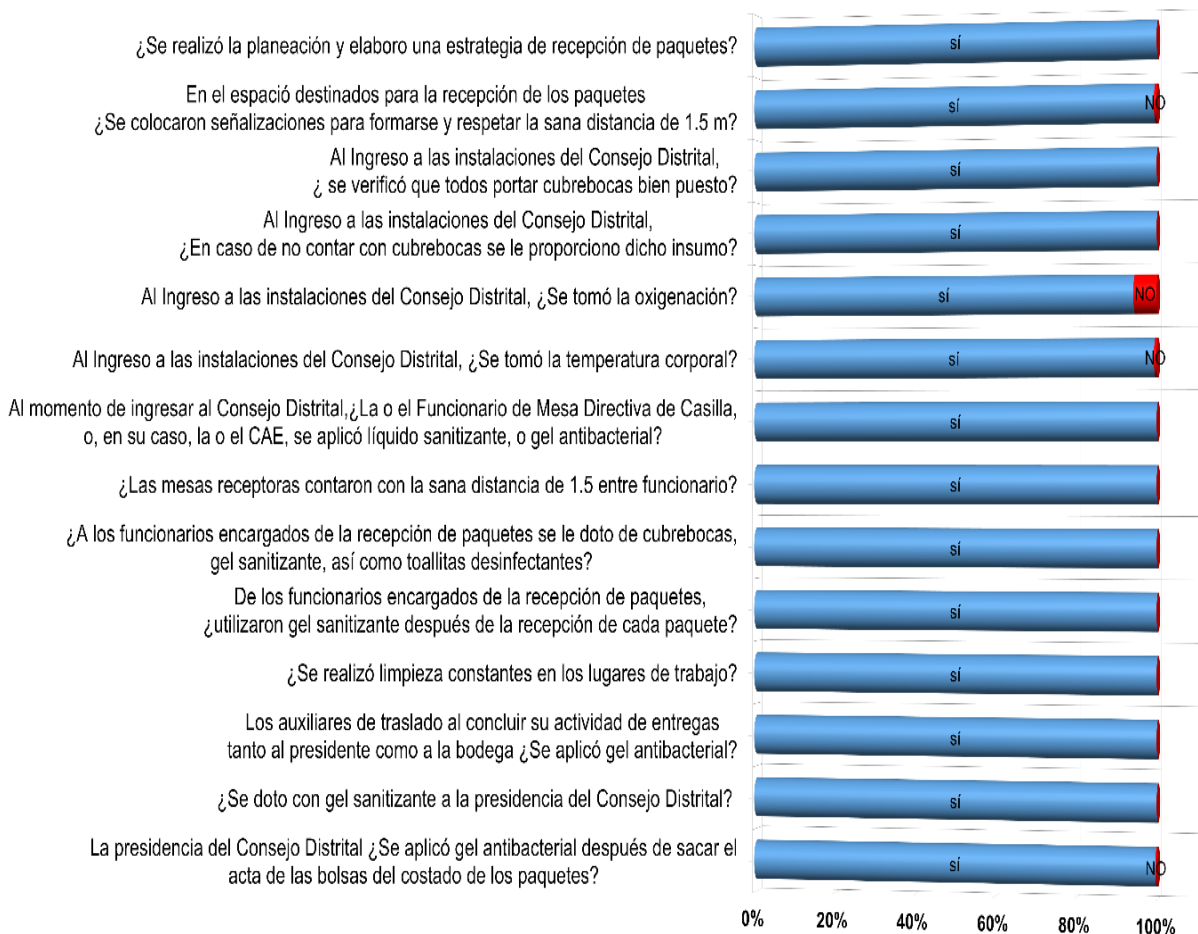 ¿Se realizó la planeación y elaboro una estrategia de recepción de paquetes?
sí
En el espació destinados para la recepción de los paquetes
¿Se colocaron señalizaciones para formarse y respetar la sana distancia de 1.5 m?
sí NO
Al Ingreso a las instalaciones del Consejo Distrital,
¿ se verificó que todos portar cubrebocas bien puesto?
sí
Al Ingreso a las instalaciones del Consejo Distrital,
¿En caso de no contar con cubrebocas se le proporciono dicho insumo?
sí
Al Ingreso a las instalaciones del Consejo Distrital, ¿Se tomó la oxigenación?
sí NO
Al Ingreso a las instalaciones del Consejo Distrital, ¿Se tomó la temperatura corporal?
sí NO
Al momento de ingresar al Consejo Distrital,¿La o el Funcionario de Mesa Directiva de Casilla,
o, en su caso, la o el CAE, se aplicó líquido sanitizante, o gel antibacterial?
sí
¿Las mesas receptoras contaron con la sana distancia de 1.5 entre funcionario?
sí
¿A los funcionarios encargados de la recepción de paquetes se le doto de cubrebocas,
gel sanitizante, así como toallitas desinfectantes?
sí
De los funcionarios encargados de la recepción de paquetes,
¿utilizaron gel sanitizante después de la recepción de cada paquete?
sí
¿Se realizó limpieza constantes en los lugares de trabajo?
sí
Los auxiliares de traslado al concluir su actividad de entregas
tanto al presidente como a la bodega ¿Se aplicó gel antibacterial?
sí
¿Se doto con gel sanitizante a la presidencia del Consejo Distrital?
sí
La presidencia del Consejo Distrital ¿Se aplicó gel antibacterial después de sacar el
acta de las bolsas del costado de los paquetes?
sí NO
0% 20% 40% 60% 80% 100%